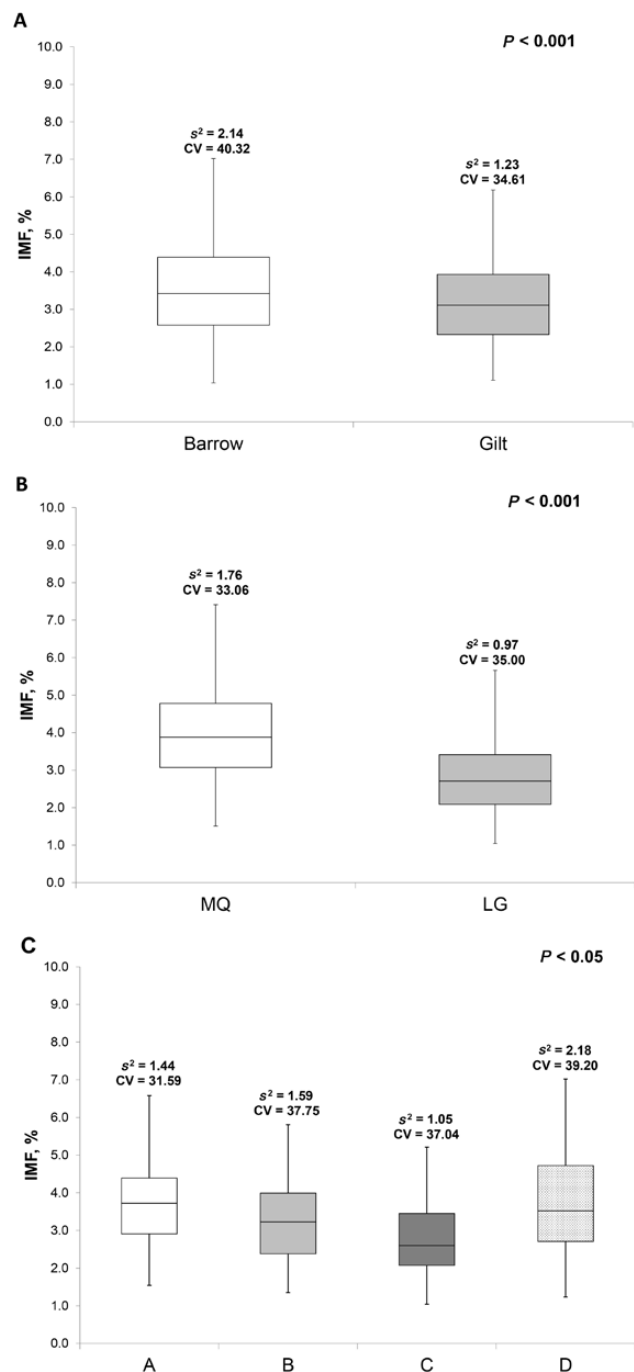 A
P < 0.001
10.0
9.0
8.0
7.0
6.0
5.0
4.0
3.0
2.0
1.0
0.0
IMF, %
s² = 2.14
CV = 40.32
s² = 1.23
CV = 34.61
Barrow Gilt
B
P < 0.001
10.0
9.0
8.0
7.0
6.0
5.0
4.0
3.0
2.0
1.0
0.0
IMF, %
s² = 1.76
CV = 33.06
s² = 0.97
CV = 35.00
MQ LG
C
P < 0.05
10.0
9.0
8.0
7.0
6.0
5.0
4.0
3.0
2.0
1.0
0.0
IMF, %
s² = 1.44
CV = 31.59
s² = 1.59
CV = 37.75
s² = 1.05
CV = 37.04
s² = 2.18
CV = 39.20
A B C D